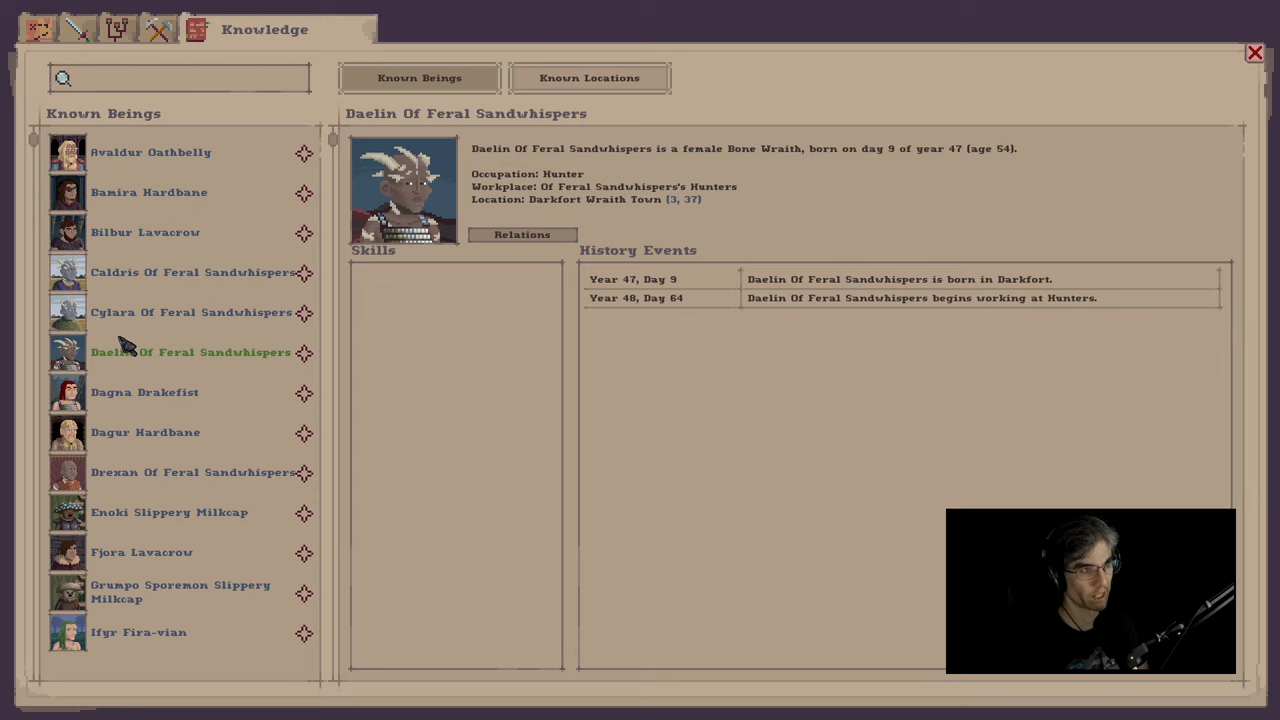 Knowledge
Known Beings
Known Locations
Known Beings
Avaldur Oathbelly
Bamira Hardbane
Bilbur Lavacrow
Caldris Of Feral Sandwhispers
Cylara Of Feral Sandwhispers
Daelin Of Feral Sandwhispers
Dagna Drakefist
Dagur Hardbane
Drexan Of Feral Sandwhispers
Enoki Slippery Milkcap
Fjora Lavacrow
Grumpo Sporemon Slippery
Milkcap
Ifyr Fira-vian
Daelin Of Feral Sandwhispers
Daelin Of Feral Sandwhispers is a female Bone Wraith, born on day 9 of year 47 (age 54).
Occupation: Hunter
Workplace: Of Feral Sandwhispers's Hunters
Location: Darkfort Wraith Town (3, 37)
Relations
Skills
History Events
Year 47, Day 9 Daelin Of Feral Sandwhispers is born in Darkfort.
Year 48, Day 64 Daelin Of Feral Sandwhispers begins working at Hunters.